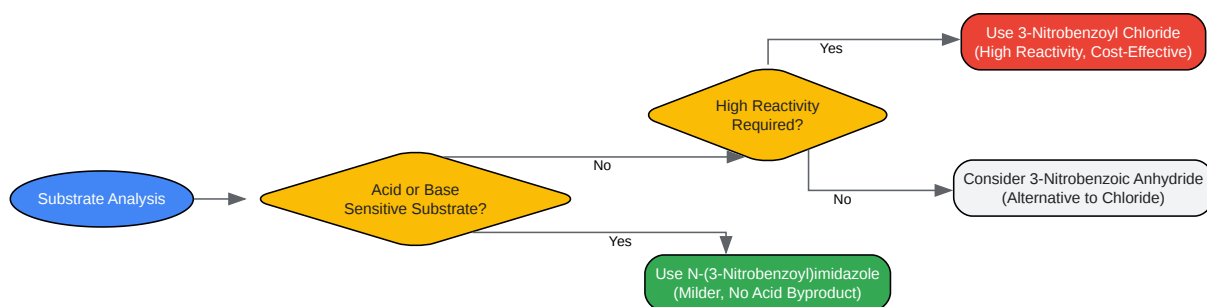 Use 3-Nitrobenzoyl Chloride
(High Reactivity, Cost-Effective)
Yes
High Reactivity
Required?
No
Acid or Base
Sensitive Substrate?
Substrate Analysis
Consider 3-Nitrobenzoic Anhydride
(Alternative to Chloride)
No
Yes
Use N-(3-Nitrobenzoyl)imidazole
(Milder, No Acid Byproduct)